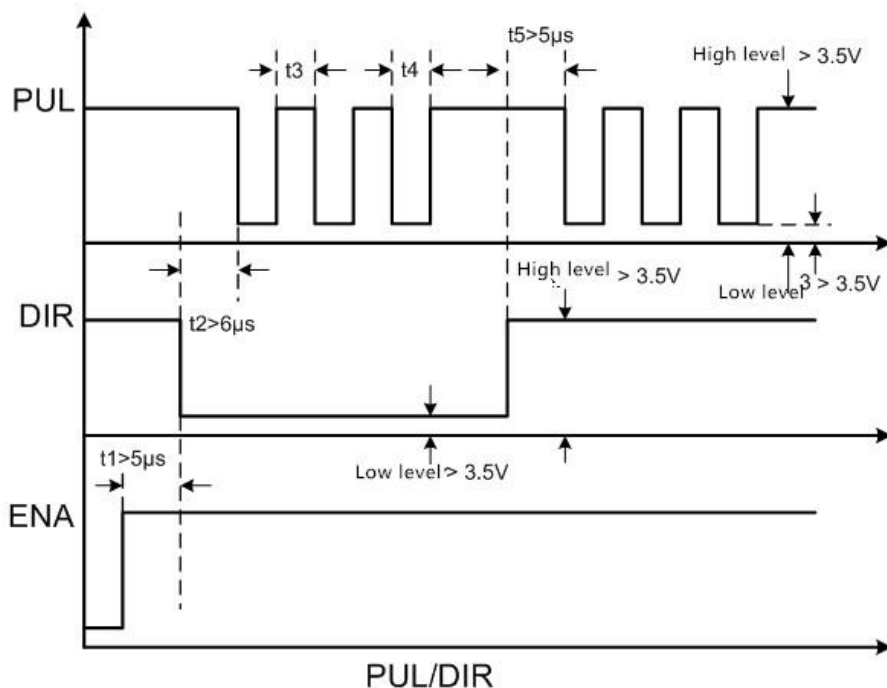 t5>5μs
High level > 3.5V
t3
t4
PUL
High level > 3.5V
Low level 3 > 3.5V
DIR
t2>6μs
t1>5μs
Low level > 3.5V
ENA
PUL/DIR